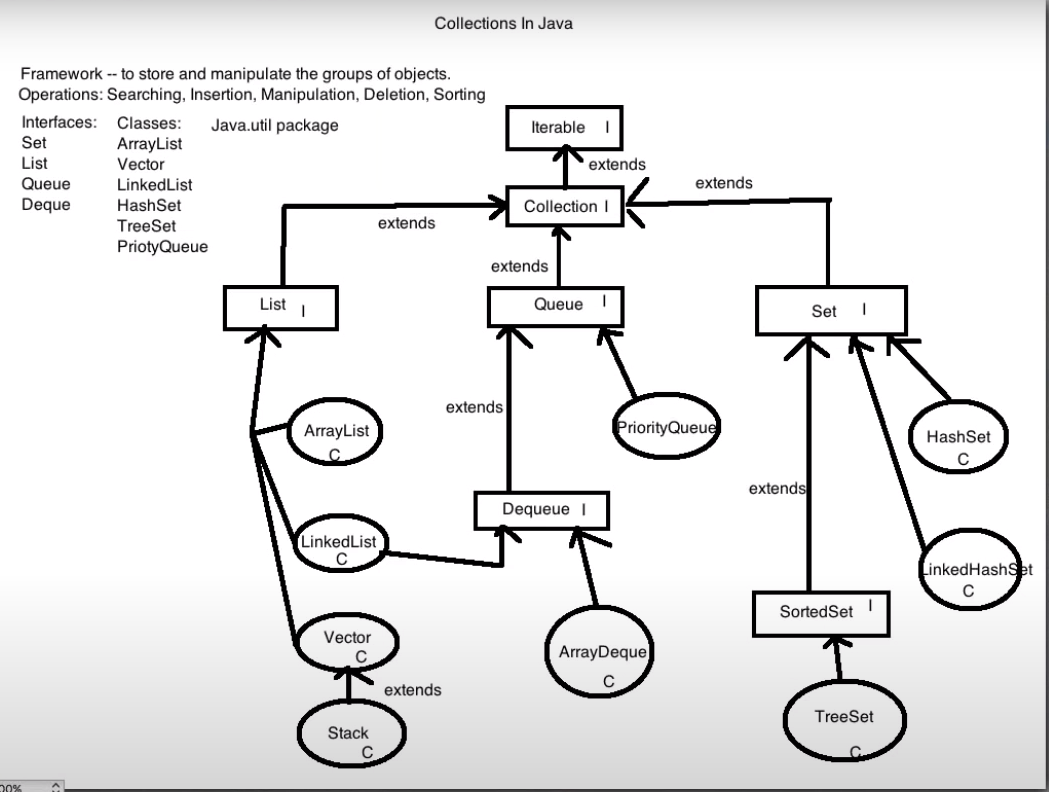 Collections In Java
Framework -- to store and manipulate the groups of objects.
Operations: Searching, Insertion, Manipulation, Deletion, Sorting
Interfaces: Classes: Java.util package
Set ArrayList
List Vector
Queue LinkedList
Deque HashSet
TreeSet
PriotyQueue
Iterable I
extends
extends
Collection I
extends
extends
List I
Queue I
Set I
extends
ArrayList
C
PriorityQueue
HashSet
C
extends
Dequeue I
LinkedList
C
LinkedHashSet
C
SortedSet I
Vector
C
ArrayDeque
C
extends
Stack
C
TreeSet
C
00%